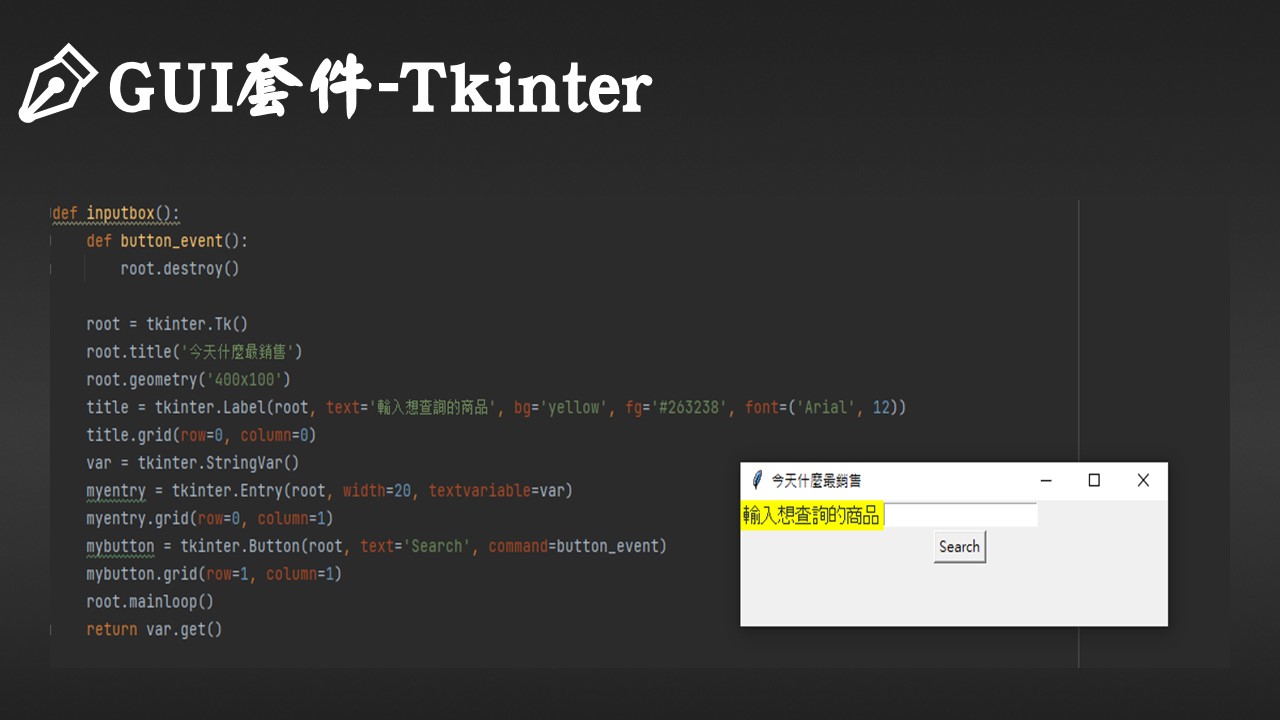 GUI套件-Tkinter
def inputbox():
    def button_event():
        root.destroy()
    root = tkinter.Tk()
    root.title('今天什麼最銷售')
    root.geometry('400x100')
    title = tkinter.Label(root, text='輸入想查詢的商品', bg='yellow', fg='#263238', font=('Arial', 12))
    title.grid(row=0, column=0)
    var = tkinter.StringVar()
    myentry = tkinter.Entry(root, width=20, textvariable=var)
    myentry.grid(row=0, column=1)
    mybutton = tkinter.Button(root, text='Search', command=button_event)
    mybutton.grid(row=1, column=1)
    root.mainloop()
    return var.get()
今天什麼最銷售
輸入想查詢的商品
Search